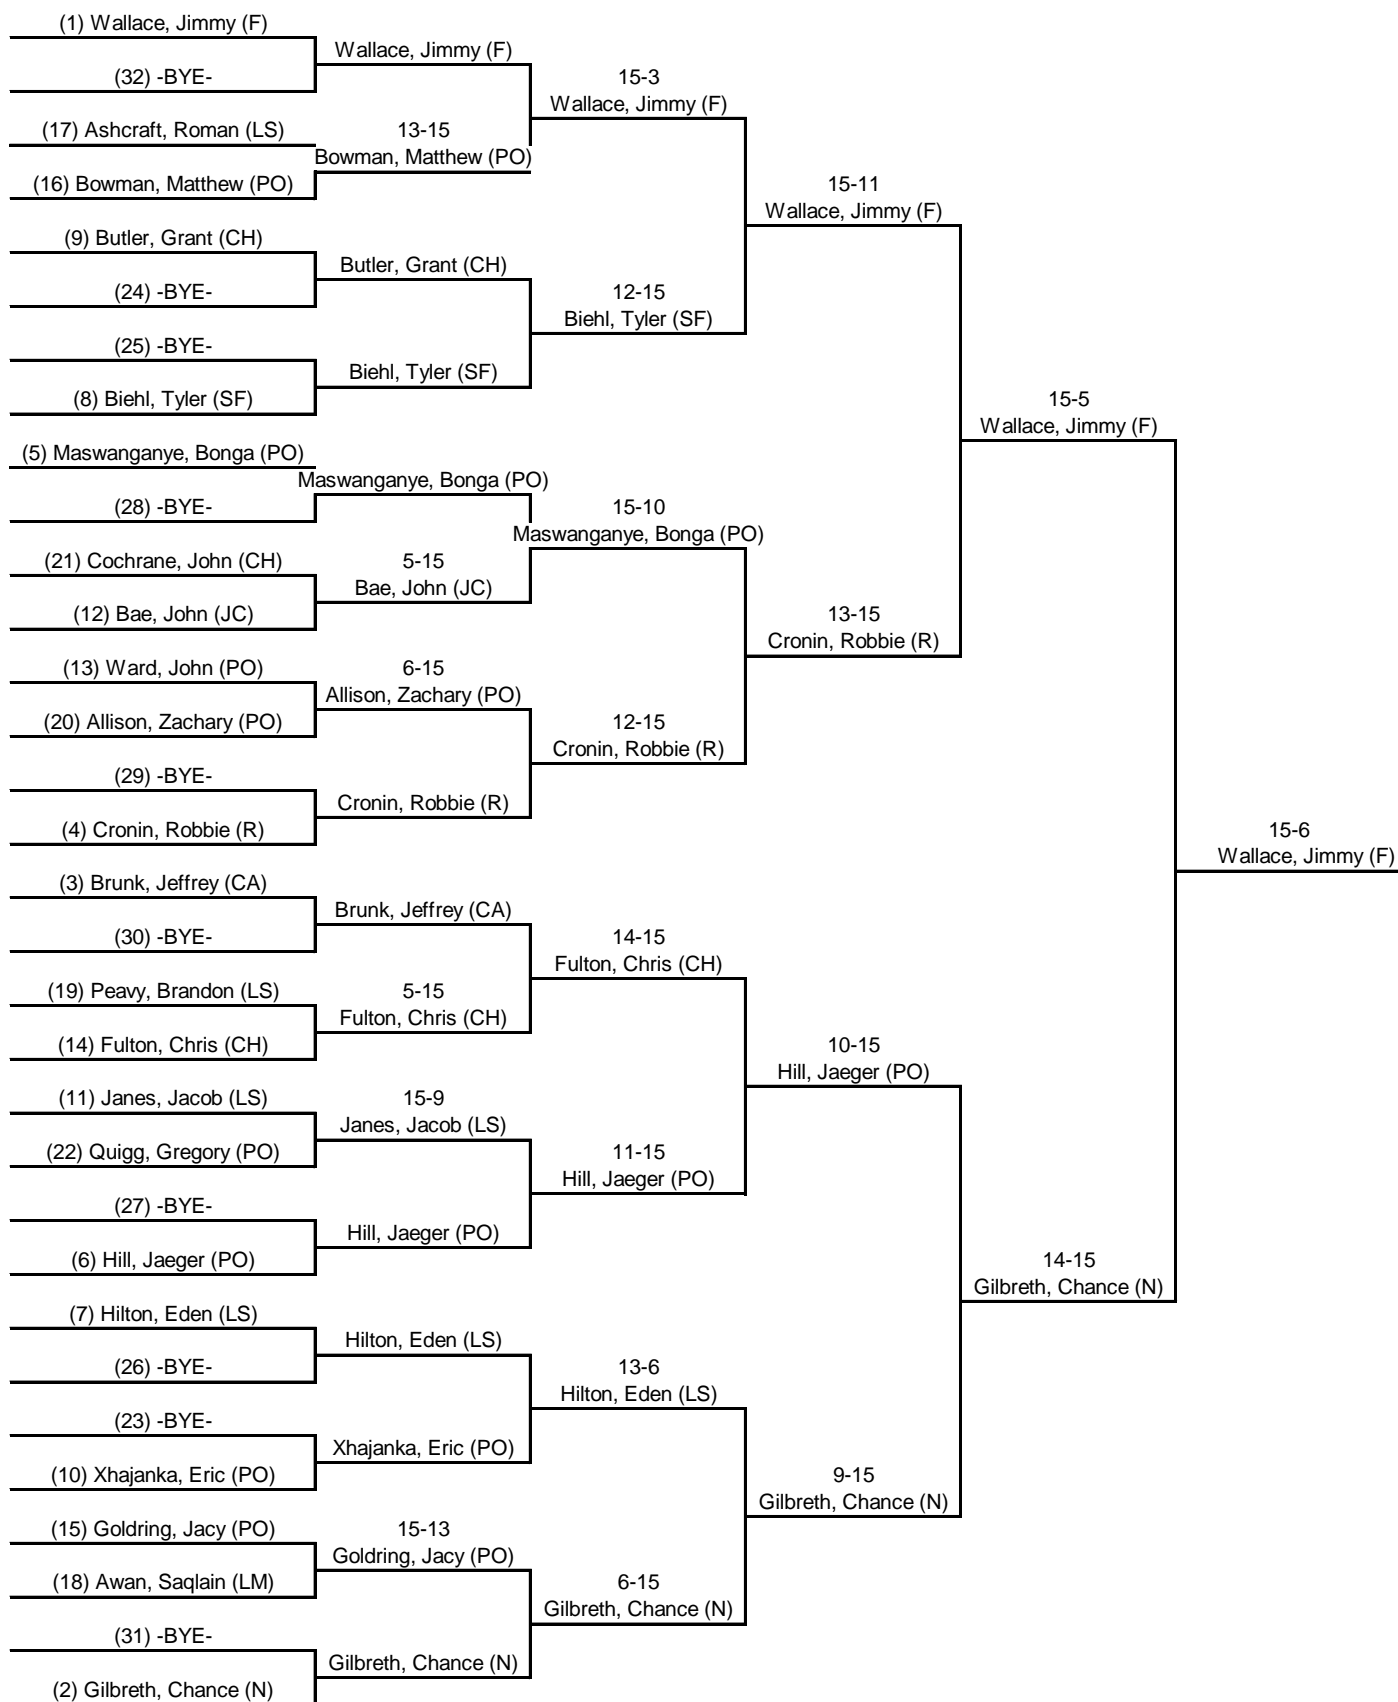 (1) Wallace, Jimmy (F)
(32) -BYE-
(17) Ashcraft, Roman (LS)
(16) Bowman, Matthew (PO)
(9) Butler, Grant (CH)
(24) -BYE-
(25) -BYE-
(8) Biehl, Tyler (SF)
(5) Maswanganye, Bonga (PO)
(28) -BYE-
(21) Cochrane, John (CH)
(12) Bae, John (JC)
(13) Ward, John (PO)
(20) Allison, Zachary (PO)
(29) -BYE-
(4) Cronin, Robbie (R)
(3) Brunk, Jeffrey (CA)
(30) -BYE-
(19) Peavy, Brandon (LS)
(14) Fulton, Chris (CH)
(11) Janes, Jacob (LS)
(22) Quigg, Gregory (PO)
(27) -BYE-
(6) Hill, Jaeger (PO)
(7) Hilton, Eden (LS)
(26) -BYE-
(23) -BYE-
(10) Xhajanka, Eric (PO)
(15) Goldring, Jacy (PO)
(18) Awan, Saqlain (LM)
(31) -BYE-
(2) Gilbreth, Chance (N)
Wallace, Jimmy (F)
13-15
Bowman, Matthew (PO)
Butler, Grant (CH)
Biehl, Tyler (SF)
Maswanganye, Bonga (PO)
5-15
Bae, John (JC)
6-15
Allison, Zachary (PO)
Cronin, Robbie (R)
Brunk, Jeffrey (CA)
5-15
Fulton, Chris (CH)
15-9
Janes, Jacob (LS)
Hill, Jaeger (PO)
Hilton, Eden (LS)
Xhajanka, Eric (PO)
15-13
Goldring, Jacy (PO)
Gilbreth, Chance (N)
15-3
Wallace, Jimmy (F)
12-15
Biehl, Tyler (SF)
15-10
Maswanganye, Bonga (PO)
12-15
Cronin, Robbie (R)
14-15
Fulton, Chris (CH)
11-15
Hill, Jaeger (PO)
13-6
Hilton, Eden (LS)
6-15
Gilbreth, Chance (N)
15-11
Wallace, Jimmy (F)
13-15
Cronin, Robbie (R)
10-15
Hill, Jaeger (PO)
9-15
Gilbreth, Chance (N)
15-5
Wallace, Jimmy (F)
14-15
Gilbreth, Chance (N)
15-6
Wallace, Jimmy (F)